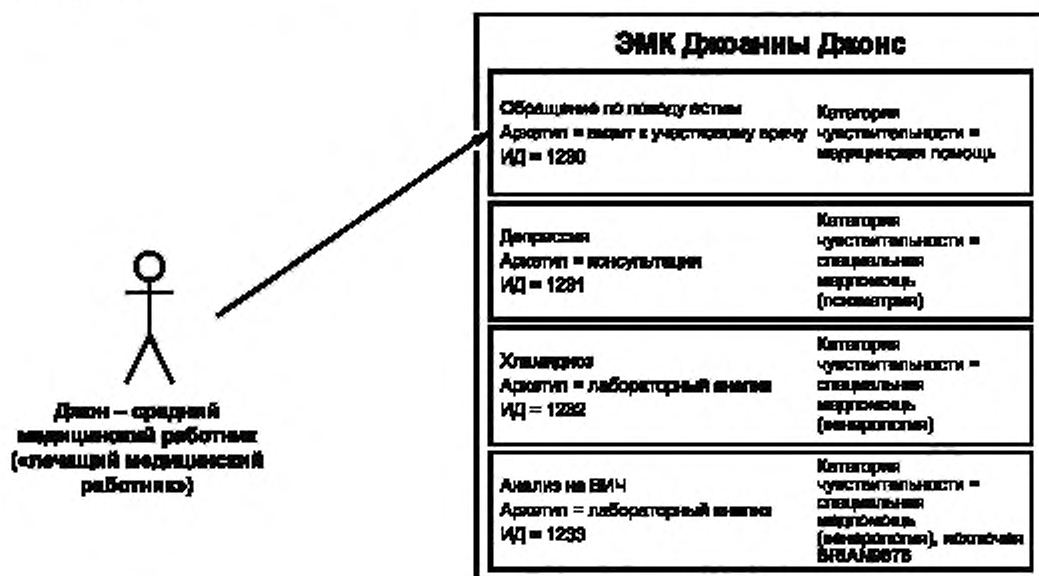 ЭМК Джоанны Джонс
Обращение по поводу астмы
Архетип = визит к участковому врачу
ИД = 1230
Категория
чувствительности =
медицинская помощь
Депрессия
Архетип = консультация
ИД = 1231
Категория
чувствительности =
специальная
медпомощь
(психиатрия)
Хламидиоз
Архетип = лабораторный анализ
ИД = 1232
Категория
чувствительности =
специальная
медпомощь
(венерология)
Анализ на ВИЧ
Архетип = лабораторный анализ
ИД = 1233
Категория
чувствительности =
специальная
медпомощь
(венерология), исключая
Джон – средний
медицинский работник
(«лечащий медицинский
работник»)